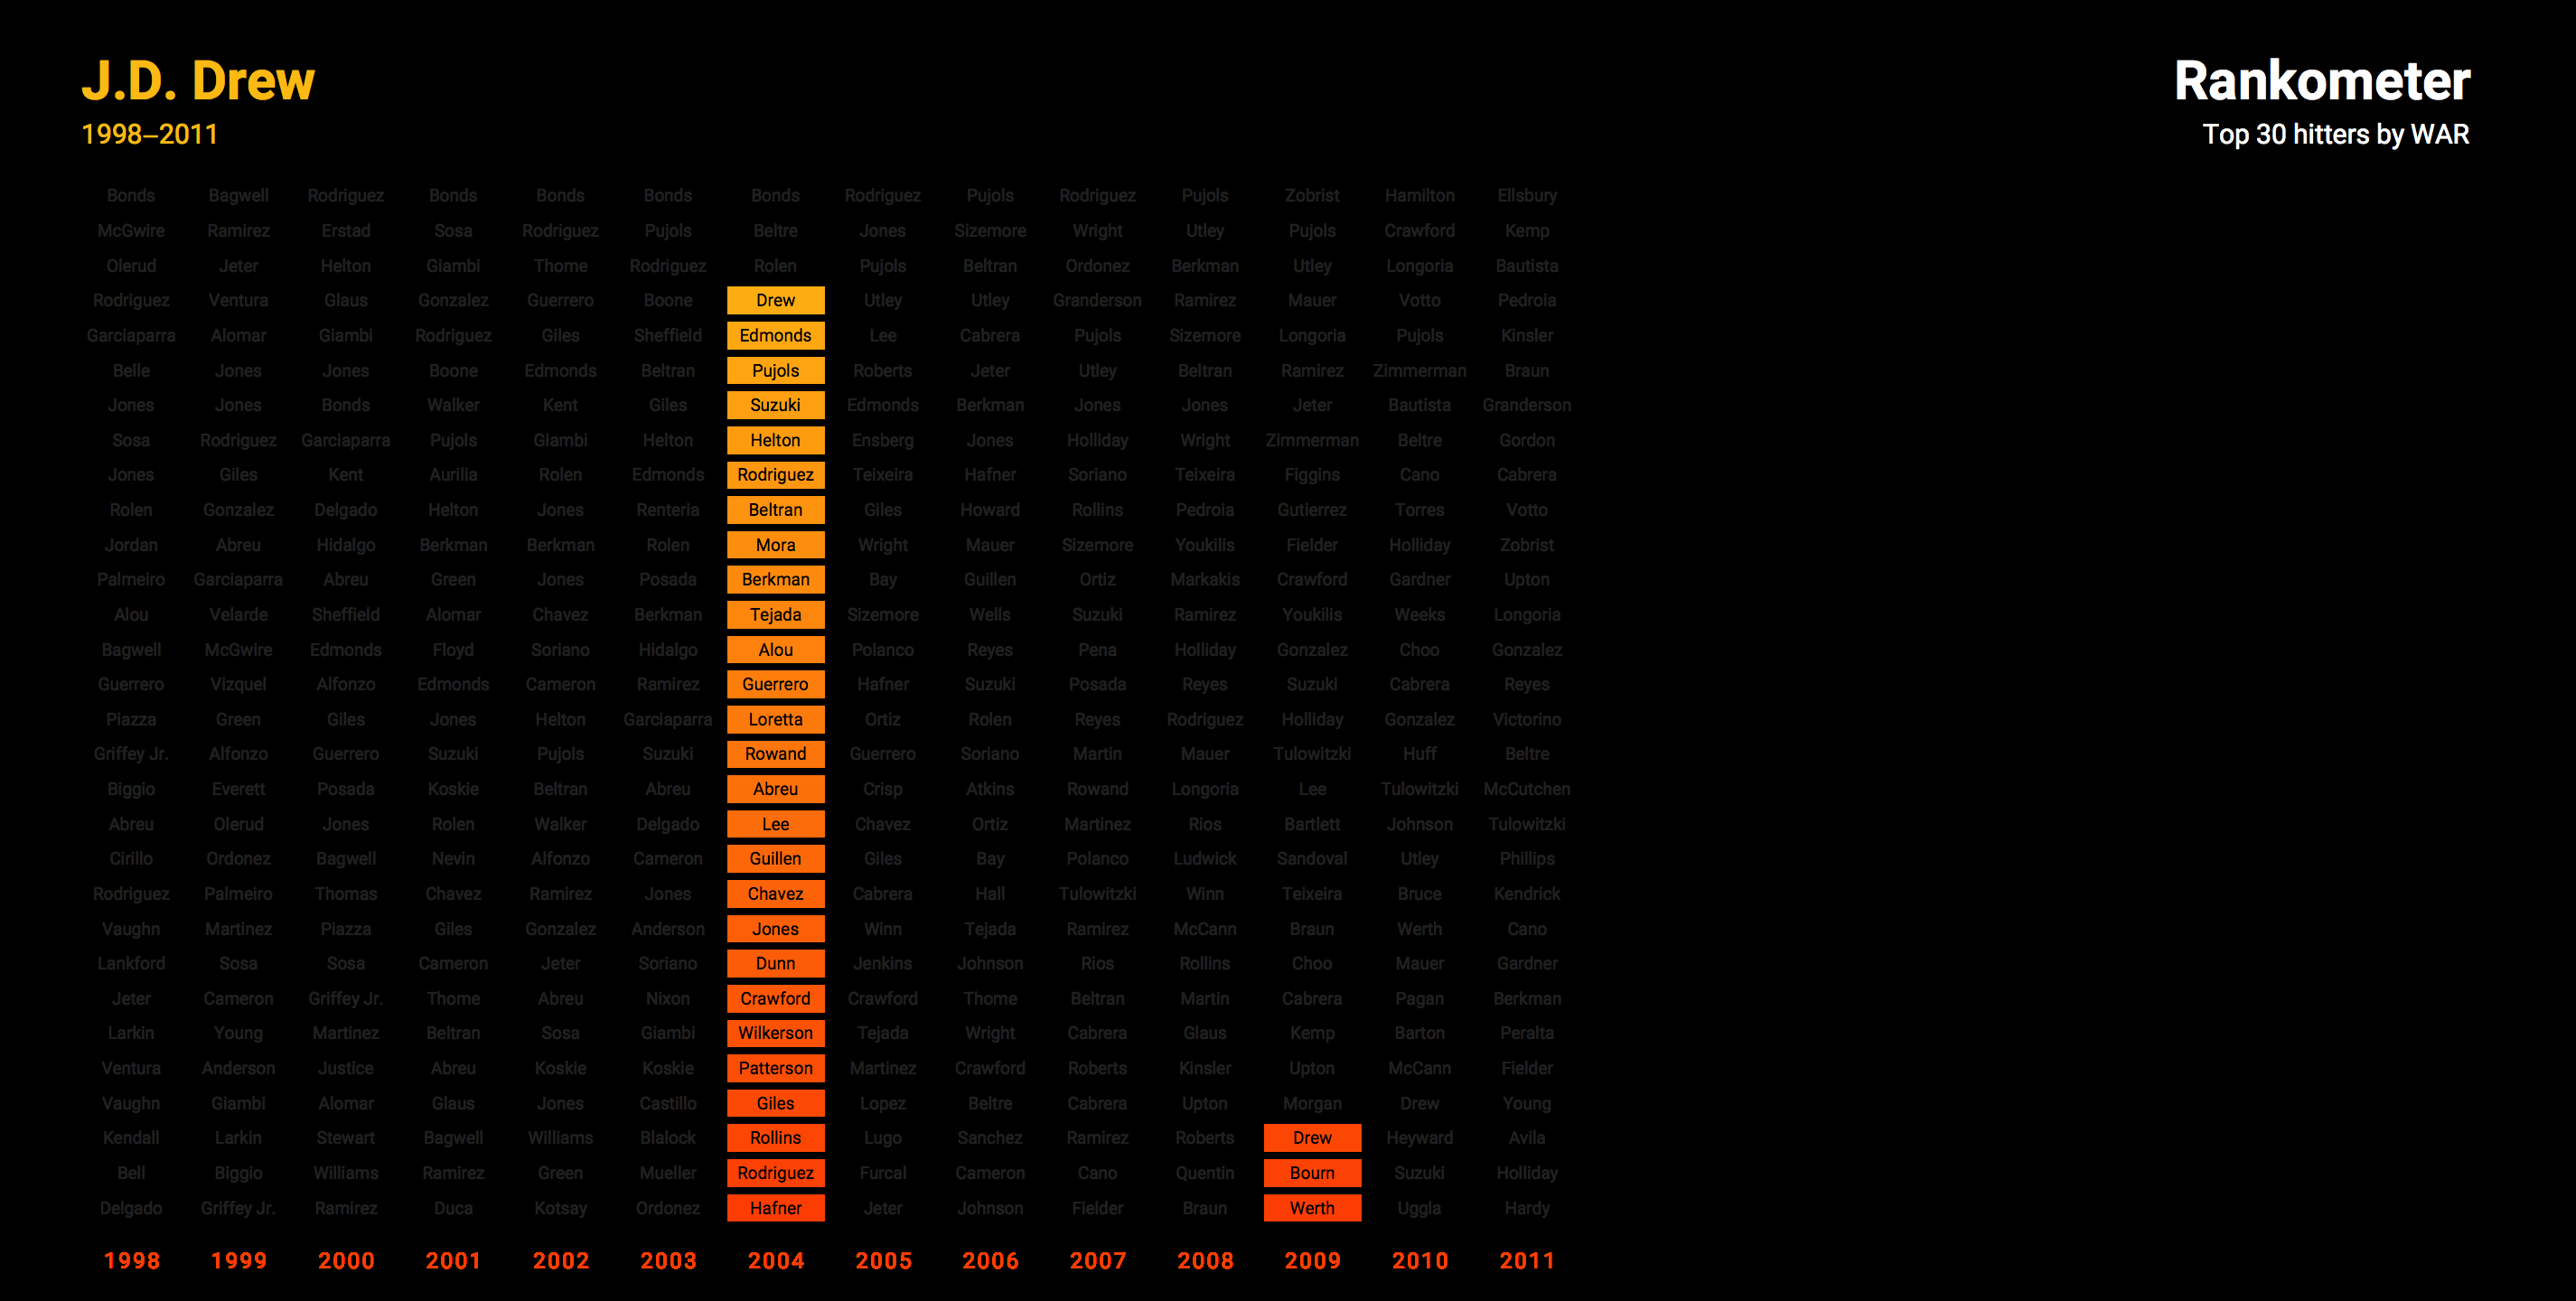 J.D. Drew
1998–2011
Rankometer
Top 30 hitters by WAR
Bonds Bagwell Rodriguez Bonds Bonds Bonds Bonds Rodriguez Pujols Rodriguez Pujols Zobrist Hamilton Ellsbury
McGwire Ramirez Erstad Sosa Rodriguez Pujols Beltre Jones Sizemore Wright Utley Pujols Crawford Kemp
Olerud Jeter Helton Giambi Thome Rodriguez Rolen Pujols Beltran Ordonez Berkman Utley Longoria Bautista
Rodriguez Ventura Glaus Gonzalez Guerrero Boone Drew Utley Utley Granderson Ramirez Mauer Votto Pedroia
Garciaparra Alomar Giambi Rodriguez Giles Sheffield Edmonds Lee Cabrera Pujols Sizemore Longoria Pujols Kinsler
Belle Jones Jones Boone Edmonds Beltran Pujols Roberts Jeter Utley Beltran Ramirez Zimmerman Braun
Jones Jones Bonds Walker Kent Giles Suzuki Edmonds Berkman Jones Jones Jeter Bautista Granderson
Sosa Rodriguez Garciaparra Pujols Giambi Helton Helton Ensberg Jones Holliday Wright Zimmerman Beltre Gordon
Jones Giles Kent Aurilia Rolen Edmonds Rodriguez Teixeira Hafner Soriano Teixeira Figgins Cano Cabrera
Rolen Gonzalez Delgado Helton Jones Renteria Beltran Giles Howard Rollins Pedroia Gutierrez Torres Votto
Jordan Abreu Hidalgo Berkman Berkman Rolen Mora Wright Mauer Sizemore Youkilis Fielder Holliday Zobrist
Palmeiro Garciaparra Abreu Green Jones Posada Berkman Bay Guillen Ortiz Markakis Crawford Gardner Upton
Alou Velarde Sheffield Alomar Chavez Berkman Tejada Sizemore Wells Suzuki Ramirez Youkilis Weeks Longoria
Bagwell McGwire Edmonds Floyd Soriano Hidalgo Alou Polanco Reyes Pena Holliday Gonzalez Choo Gonzalez
Guerrero Vizquel Alfonzo Edmonds Cameron Ramirez Guerrero Hafner Suzuki Posada Reyes Suzuki Cabrera Reyes
Piazza Green Giles Jones Helton Garciaparra Loretta Ortiz Rolen Reyes Rodriguez Holliday Gonzalez Victorino
Griffey Jr. Alfonzo Guerrero Suzuki Pujols Suzuki Rowand Guerrero Soriano Martin Mauer Tulowitzki Huff Beltre
Biggio Everett Posada Koskie Beltran Abreu Abreu Crisp Atkins Rowand Longoria Lee Tulowitzki McCutchen
Abreu Olerud Jones Rolen Walker Delgado Lee Chavez Ortiz Martinez Rios Bartlett Johnson Tulowitzki
Cirillo Ordonez Bagwell Nevin Alfonzo Cameron Guillen Giles Bay Polanco Ludwick Sandoval Utley Phillips
Rodriguez Palmeiro Thomas Chavez Ramirez Jones Chavez Cabrera Hall Tulowitzki Winn Teixeira Bruce Kendrick
Vaughn Martinez Piazza Giles Gonzalez Anderson Jones Winn Tejada Ramirez McCann Braun Werth Cano
Lankford Sosa Sosa Cameron Jeter Soriano Dunn Jenkins Johnson Rios Rollins Choo Mauer Gardner
Jeter Cameron Griffey Jr. Thome Abreu Nixon Crawford Crawford Thome Beltran Martin Cabrera Pagan Berkman
Larkin Young Martinez Beltran Sosa Giambi Wilkerson Tejada Wright Cabrera Glaus Kemp Barton Peralta
Ventura Anderson Justice Abreu Koskie Koskie Patterson Martinez Crawford Roberts Kinsler Upton McCann Fielder
Vaughn Giambi Alomar Glaus Jones Castillo Giles Lopez Beltre Cabrera Upton Morgan Drew Young
Kendall Larkin Stewart Bagwell Williams Blalock Rollins Lugo Sanchez Ramirez Roberts Drew Heyward Avila
Bell Biggio Williams Ramirez Green Mueller Rodriguez Furcal Cameron Cano Quentin Bourn Suzuki Holliday
Delgado Griffey Jr. Ramirez Duca Kotsay Ordonez Hafner Jeter Johnson Fielder Braun Werth Uggla Hardy
1998 1999 2000 2001 2002 2003 2004 2005 2006 2007 2008 2009 2010 2011